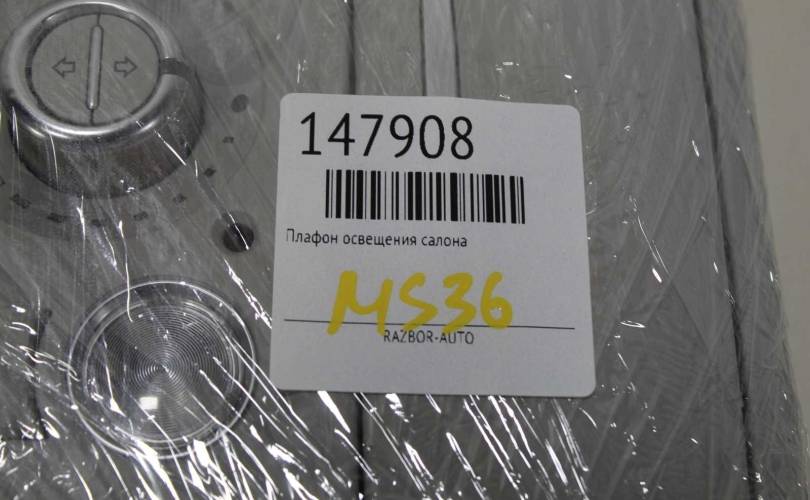 147908
Плафон освещения салона
MS36
RAZBOR-AUTO